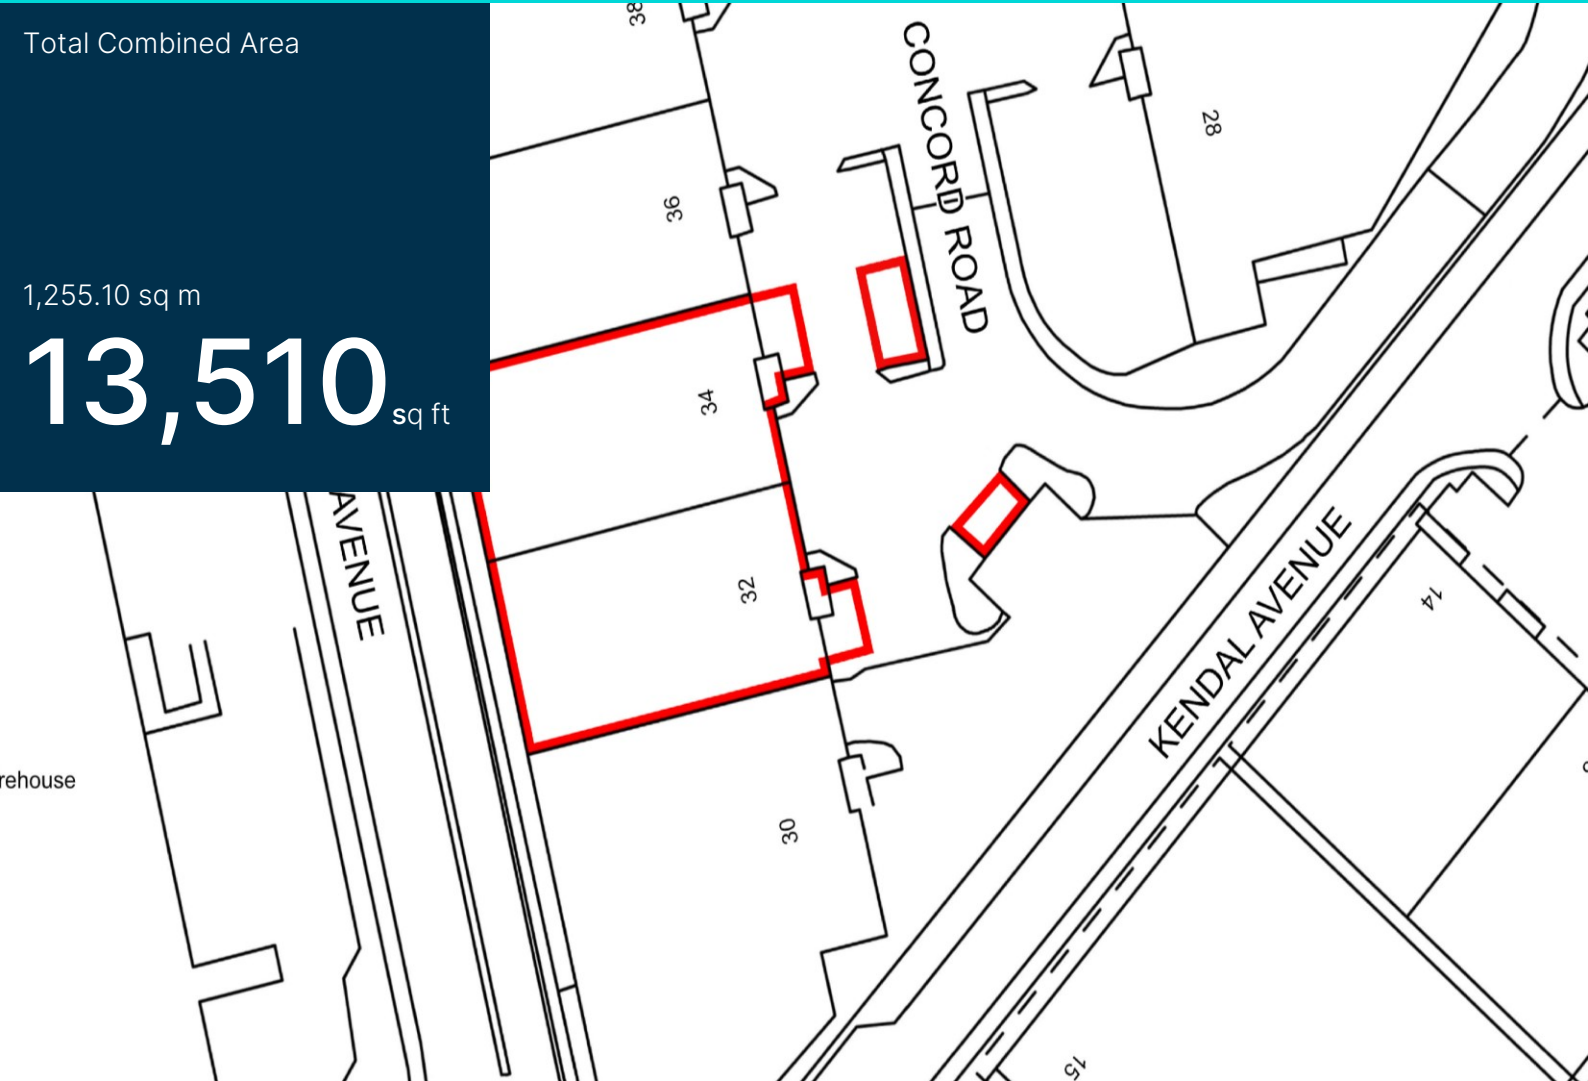 Total Combined Area
1,255.10 sq m
13,510 sq ft
38
36
34
32
30
28
CONCORD ROAD
AVENUE
KENDAL AVENUE
14
15
rehouse